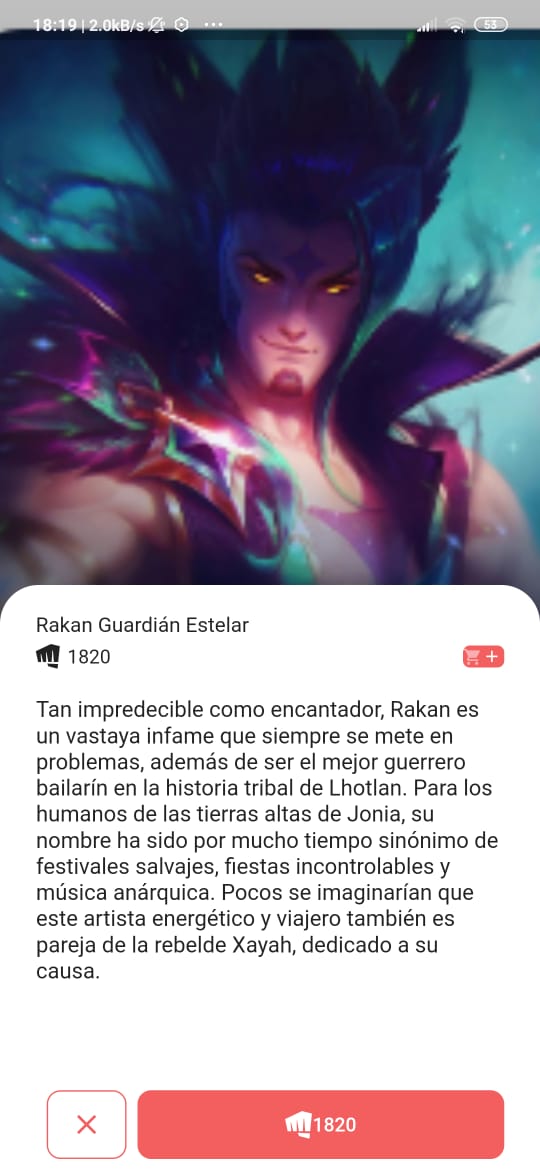 18:19 | 2.0kB/s
53
Rakan Guardián Estelar
1820
Tan impredecible como encantador, Rakan es
un vastaya infame que siempre se mete en
problemas, además de ser el mejor guerrero
bailarín en la historia tribal de Lhotlan. Para los
humanos de las tierras altas de Jonia, su
nombre ha sido por mucho tiempo sinónimo de
festivales salvajes, fiestas incontrolables y
música anárquica. Pocos se imaginarían que
este artista energético y viajero también es
pareja de la rebelde Xayah, dedicado a su
causa.
1820